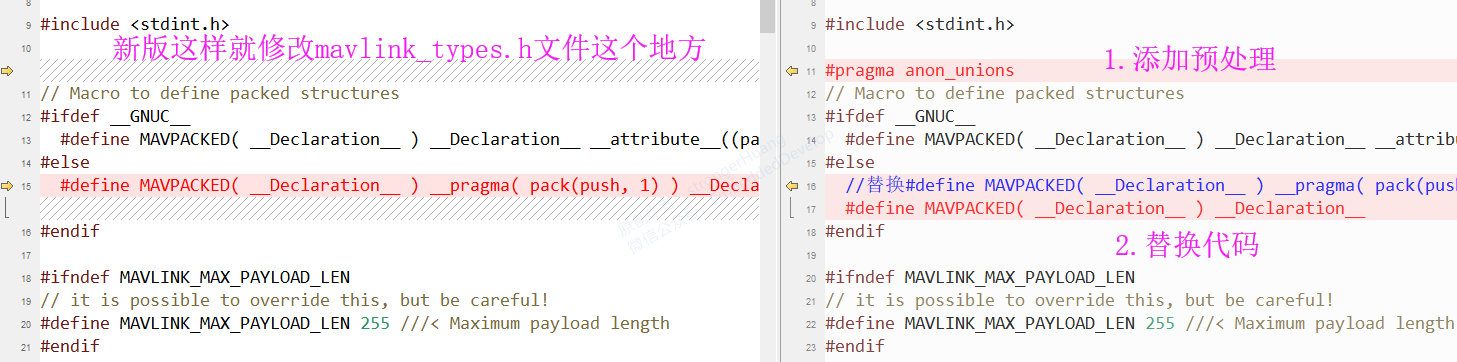 8
9 #include <stdint.h>
10
新版这样就修改mavlink_types.h文件这个地方
11 // Macro to define packed structures
12 #ifdef __GNUC__
13 #define MAVPACKED( __Declaration__ ) __Declaration__ __attribute__((pa
14 #else
15 #define MAVPACKED( __Declaration__ ) __pragma( pack(push, 1) ) __Decla
16 #endif
17
18 #ifndef MAVLINK_MAX_PAYLOAD_LEN
19 // it is possible to override this, but be careful!
20 #define MAVLINK_MAX_PAYLOAD_LEN 255 ///< Maximum payload length
21 #endif
8
9 #include <stdint.h>
10
1.添加预处理
11 #pragma anon_unions
12 // Macro to define packed structures
13 #ifdef __GNUC__
14 #define MAVPACKED( __Declaration__ ) __Declaration__ __attribu
15 #else
16 //替换#define MAVPACKED( __Declaration__ ) __pragma( pack(pus
17 #define MAVPACKED( __Declaration__ ) __Declaration__
18 #endif
2.替换代码
19
20 #ifndef MAVLINK_MAX_PAYLOAD_LEN
21 // it is possible to override this, but be careful!
22 #define MAVLINK_MAX_PAYLOAD_LEN 255 ///< Maximum payload length
23 #endif